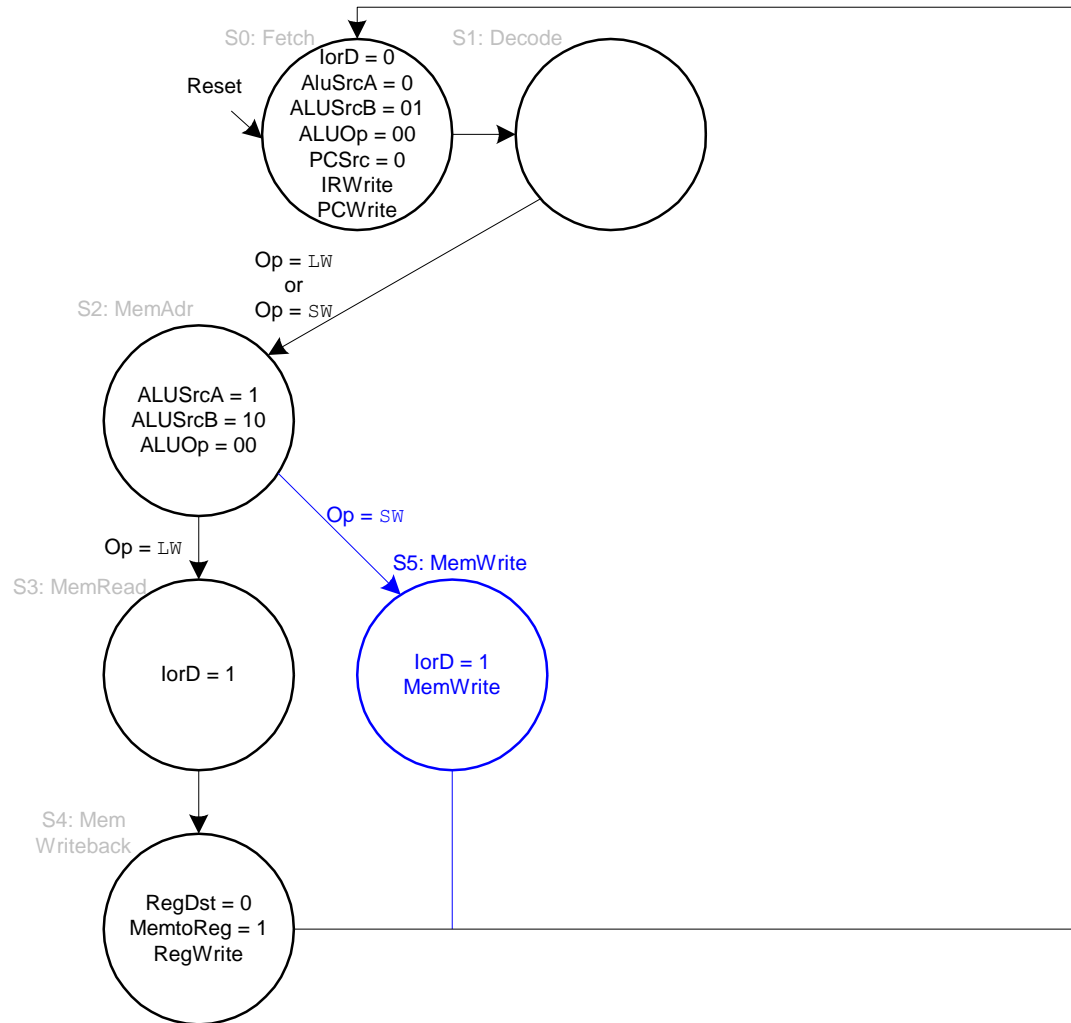 S0: Fetch
S1: Decode
Reset
IorD = 0
AluSrcA = 0
ALUSrcB = 01
ALUOp = 00
PCSrc = 0
IRWrite
PCWrite
Op = LW
or
Op = SW
S2: MemAdr
ALUSrcA = 1
ALUSrcB = 10
ALUOp = 00
Op = SW
Op = LW
S5: MemWrite
S3: MemRead
IorD = 1
IorD = 1
MemWrite
S4: Mem
Writeback
RegDst = 0
MemtoReg = 1
RegWrite